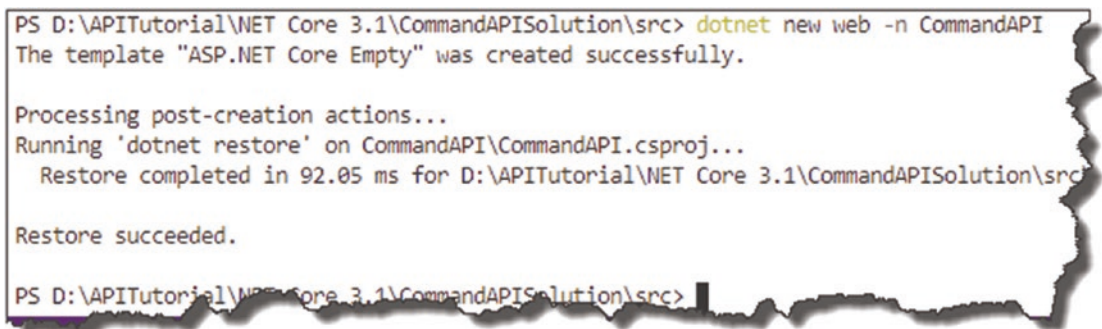 PS D:\APITutorial\NET Core 3.1\CommandAPISolution\src> dotnet new web -n CommandAPI
The template "ASP.NET Core Empty" was created successfully.
Processing post-creation actions...
Running 'dotnet restore' on CommandAPI\CommandAPI.csproj...
Restore completed in 92.05 ms for D:\APITutorial\NET Core 3.1\CommandAPISolution\src
Restore succeeded.
PS D:\APITutorial\NET Core 3.1\CommandAPISolution\src>